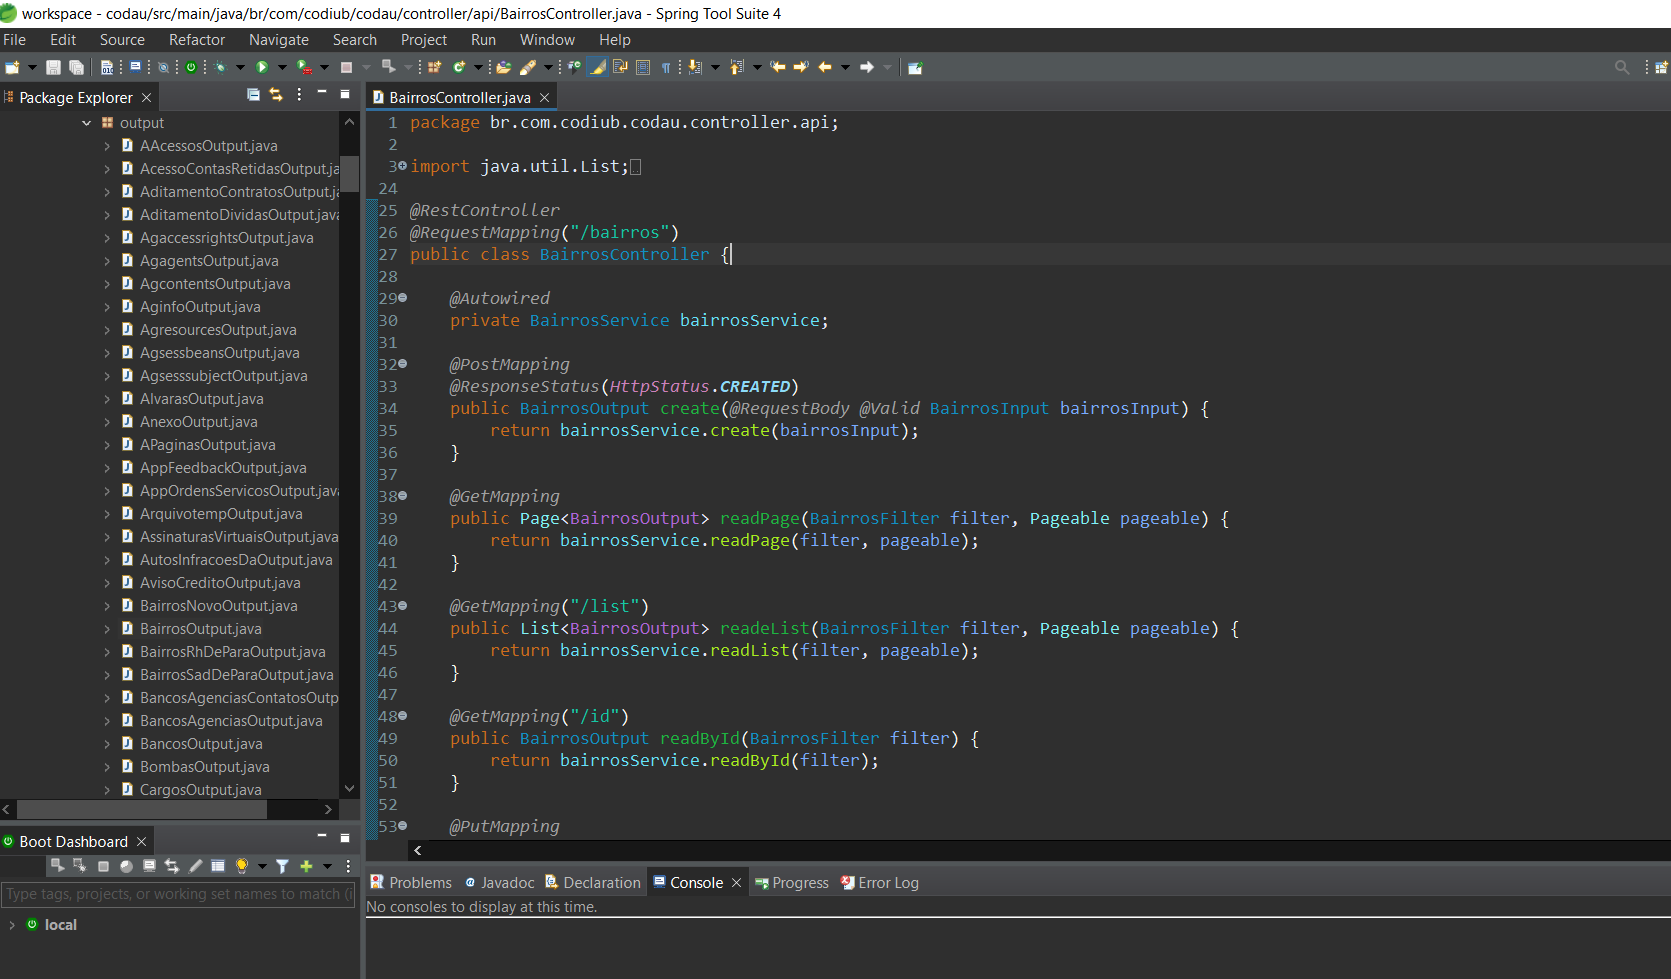 workspace - codau/src/main/java/br/com/codiub/codau/controller/api/BairrosController.java - Spring Tool Suite 4
File Edit Source Refactor Navigate Search Project Run Window Help
Package Explorer
output
AAcessosOutput.java
AcessoContasRetidasOutput.ja
AditamentoContratosOutput.ja
AditamentoDividasOutput.java
AgaccessrightsOutput.java
AgagentsOutput.java
AgcontentsOutput.java
AginfoOutput.java
AgresourcesOutput.java
AgsessbeansOutput.java
AgsesssubjectOutput.java
AlvarasOutput.java
AnexoOutput.java
APaginasOutput.java
AppFeedbackOutput.java
AppOrdensServicosOutput.java
ArquivotempOutput.java
AssinaturasVirtuaisOutput.java
AutosInfracoesDaOutput.java
AvisoCreditoOutput.java
BairrosNovoOutput.java
BairrosOutput.java
BairrosRhDeParaOutput.java
BairrosSadDeParaOutput.java
BancosAgenciasContatosOutp
BancosAgenciasOutput.java
BancosOutput.java
BombasOutput.java
CargosOutput.java
Boot Dashboard
Type tags, projects, or working set names to match (i
local
BairrosController.java
1 package br.com.codiub.codau.controller.api;
2
3 import java.util.List;
24
25 @RestController
26 @RequestMapping("/bairros")
27 public class BairrosController {
28
29 @Autowired
30 private BairrosService bairrosService;
31
32 @PostMapping
33 @ResponseStatus(HttpStatus.CREATED)
34 public BairrosOutput create(@RequestBody @Valid BairrosInput bairrosInput) {
35 return bairrosService.create(bairrosInput);
36 }
37
38 @GetMapping
39 public Page<BairrosOutput> readPage(BairrosFilter filter, Pageable pageable) {
40 return bairrosService.readPage(filter, pageable);
41 }
42
43 @GetMapping("/list")
44 public List<BairrosOutput> readeList(BairrosFilter filter, Pageable pageable) {
45 return bairrosService.readList(filter, pageable);
46 }
47
48 @GetMapping("/id")
49 public BairrosOutput readById(BairrosFilter filter) {
50 return bairrosService.readById(filter);
51 }
52
53 @PutMapping
Problems Javadoc Declaration Console Progress Error Log
No consoles to display at this time.